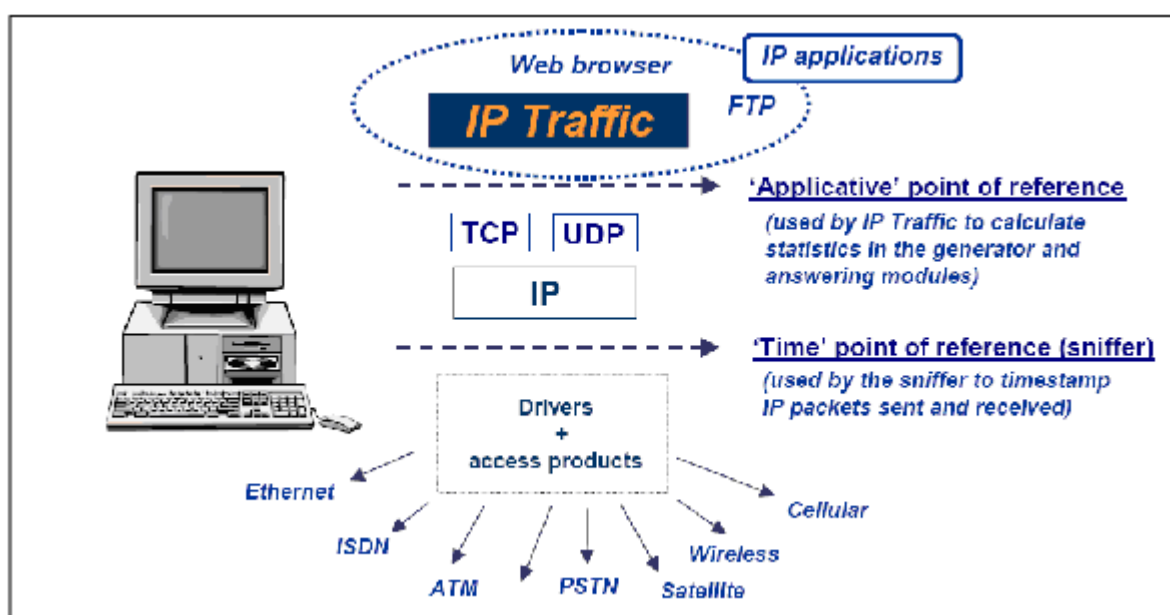 Web browser
IP applications
IP Traffic
FTP
'Applicative' point of reference
(used by IP Traffic to calculate
statistics in the generator and
answering modules)
TCP
UDP
IP
'Time' point of reference (sniffer)
(used by the sniffer to timestamp
IP packets sent and received)
Drivers
+
access products
Ethernet
Cellular
ISDN
Wireless
ATM
PSTN
Satellite